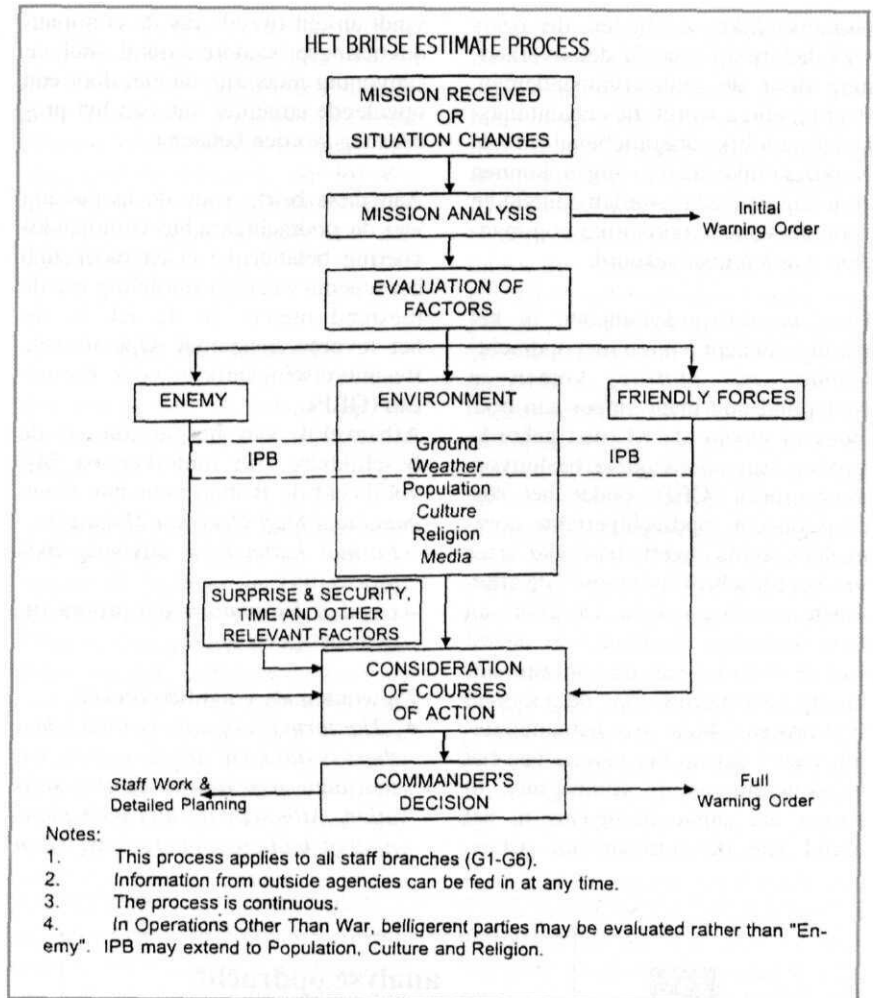 HET BRITSE ESTIMATE PROCESS
MISSION RECEIVED
OR
SITUATION CHANGES
MISSION ANALYSIS
Initial
Warning Order
EVALUATION OF
FACTORS
ENEMY
ENVIRONMENT
FRIENDLY FORCES
IPB
Ground
IPB
Weather
Population
Culture
Religion
Media
SURPRISE & SECURITY,
TIME AND OTHER
RELEVANT FACTORS
CONSIDERATION
OF COURSES
OF ACTION
Staff Work &
Detailed Planning
COMMANDER'S
DECISION
Full
Warning Order
Notes:
1. This process applies to all staff branches (G1-G6).
2. Information from outside agencies can be fed in at any time.
3. The process is continuous.
4. In Operations Other Than War, belligerent parties may be evaluated rather than "En-
emy". IPB may extend to Population, Culture and Religion.